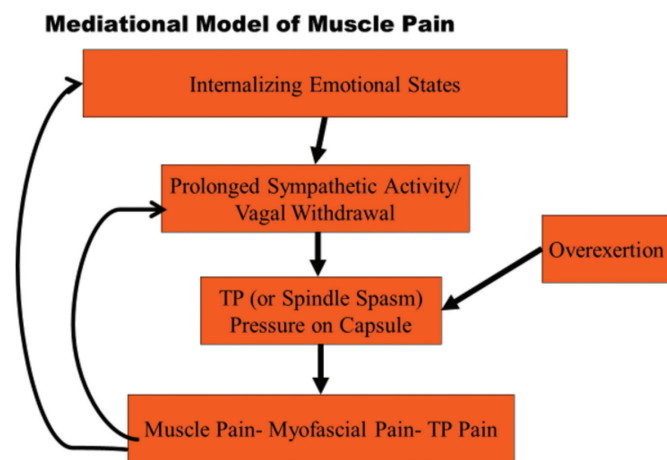 Mediational Model of Muscle Pain
Internalizing Emotional States
Prolonged Sympathetic Activity/
Vagal Withdrawal
Overexertion
TP (or Spindle Spasm)
Pressure on Capsule
Muscle Pain- Myofascial Pain- TP Pain